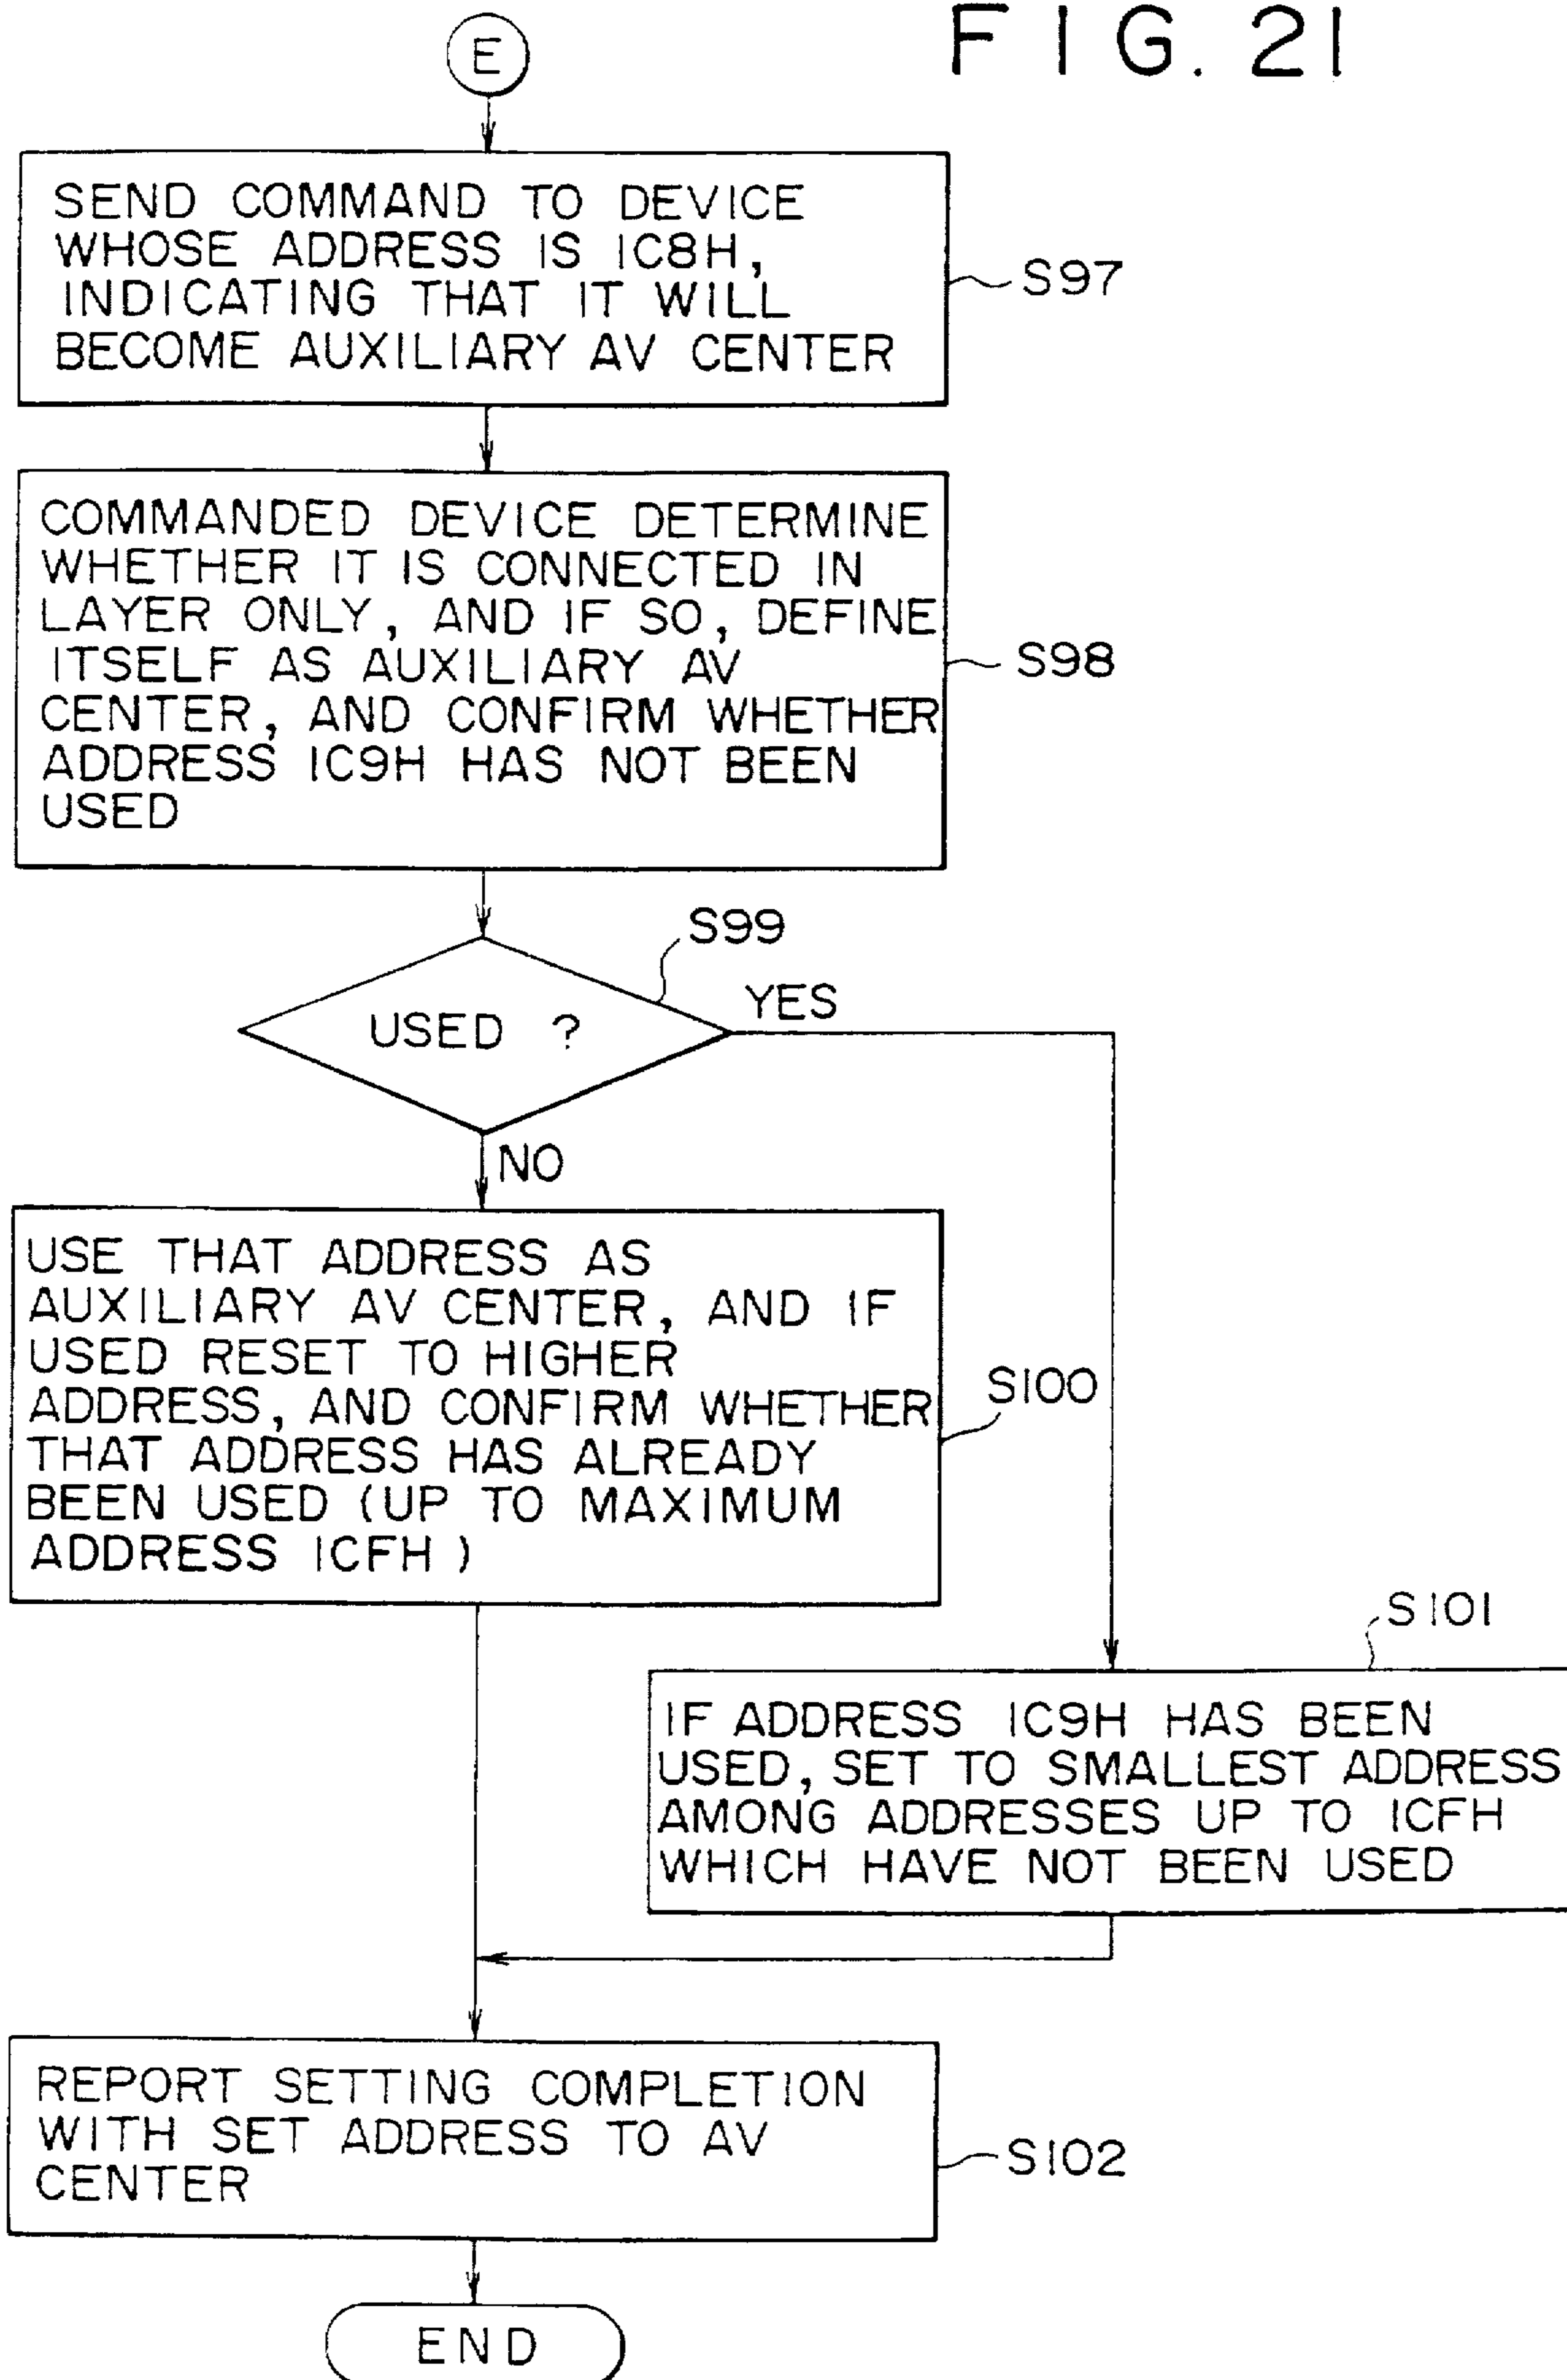 FIG. 21
E
SEND COMMAND TO DEVICE
WHOSE ADDRESS IS 1C8H,
INDICATING THAT IT WILL
BECOME AUXILIARY AV CENTER
S97
COMMANDED DEVICE DETERMINE
WHETHER IT IS CONNECTED IN
LAYER ONLY, AND IF SO, DEFINE
ITSELF AS AUXILIARY AV
CENTER, AND CONFIRM WHETHER
ADDRESS 1C9H HAS NOT BEEN
USED
S98
S99
USED ?
YES
NO
USE THAT ADDRESS AS
AUXILIARY AV CENTER, AND IF
USED RESET TO HIGHER
ADDRESS, AND CONFIRM WHETHER
THAT ADDRESS HAS ALREADY
BEEN USED (UP TO MAXIMUM
ADDRESS 1CFH )
S100
S101
IF ADDRESS 1C9H HAS BEEN
USED, SET TO SMALLEST ADDRESS
AMONG ADDRESSES UP TO 1CFH
WHICH HAVE NOT BEEN USED
REPORT SETTING COMPLETION
WITH SET ADDRESS TO AV
CENTER
S102
END